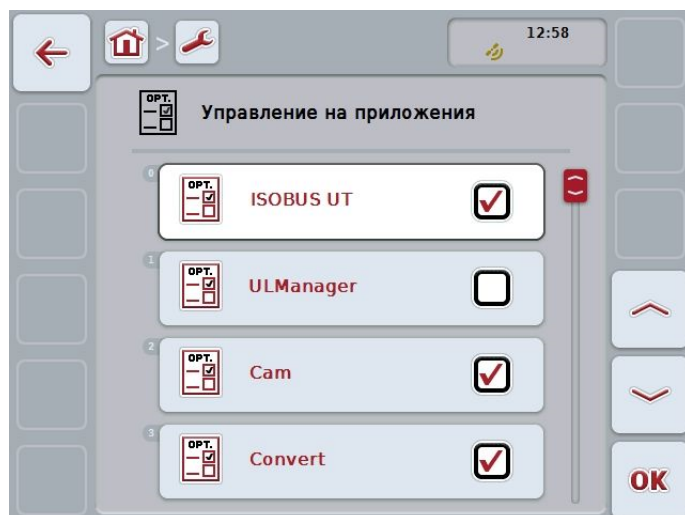 12:58
OPT.
Управление на приложения
0
OPT.
ISOBUS UT
1
OPT.
ULManager
2
OPT.
Cam
3
OPT.
Convert
OK